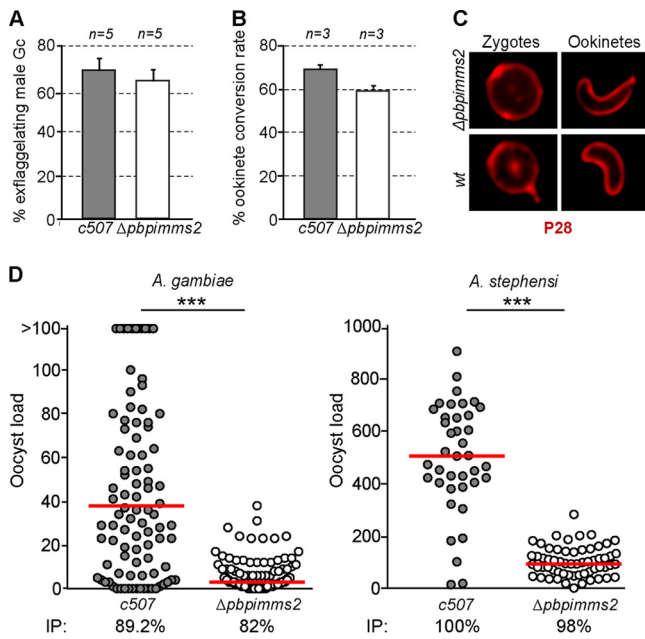 A
% exflaggelating male Gc
n=5 n=5
80
60
40
20
0
c507 Δpbpimms2
B
% ookinete conversion rate
n=3 n=3
80
60
40
20
0
c507 Δpbpimms2
C
Zygotes Ookinetes
Δpbpimms2
wt
P28
D
A. gambiae
***
Oocyst load
>100
100
80
60
40
20
0
c507 Δpbpimms2
IP: 89.2% 82%
A. stephensi
***
Oocyst load
1000
800
600
400
200
0
c507 Δpbpimms2
IP: 100% 98%